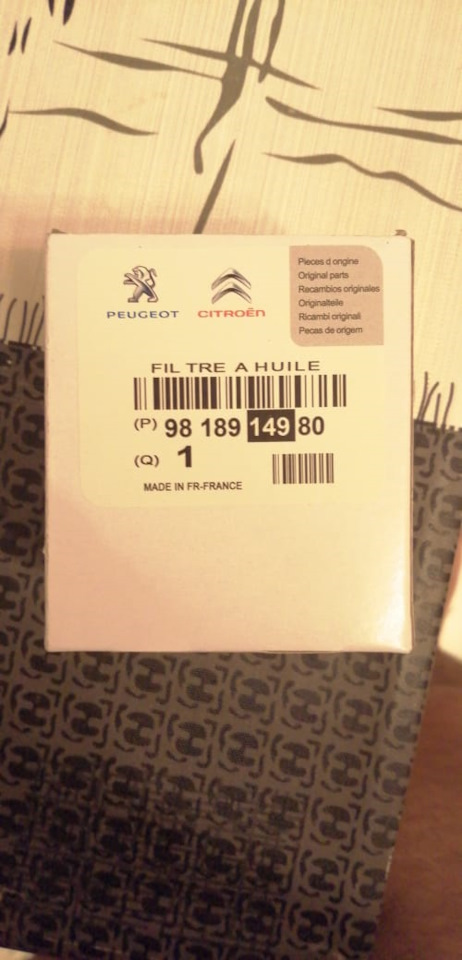 PEUGEOT
CITROËN
Pieces d origine
Original parts
Recambios originales
Originalteile
Ricambi originali
Pecas de origem
FIL TRE A HUILE
(P) 98 189 149 80
(Q) 1
MADE IN FR-FRANCE